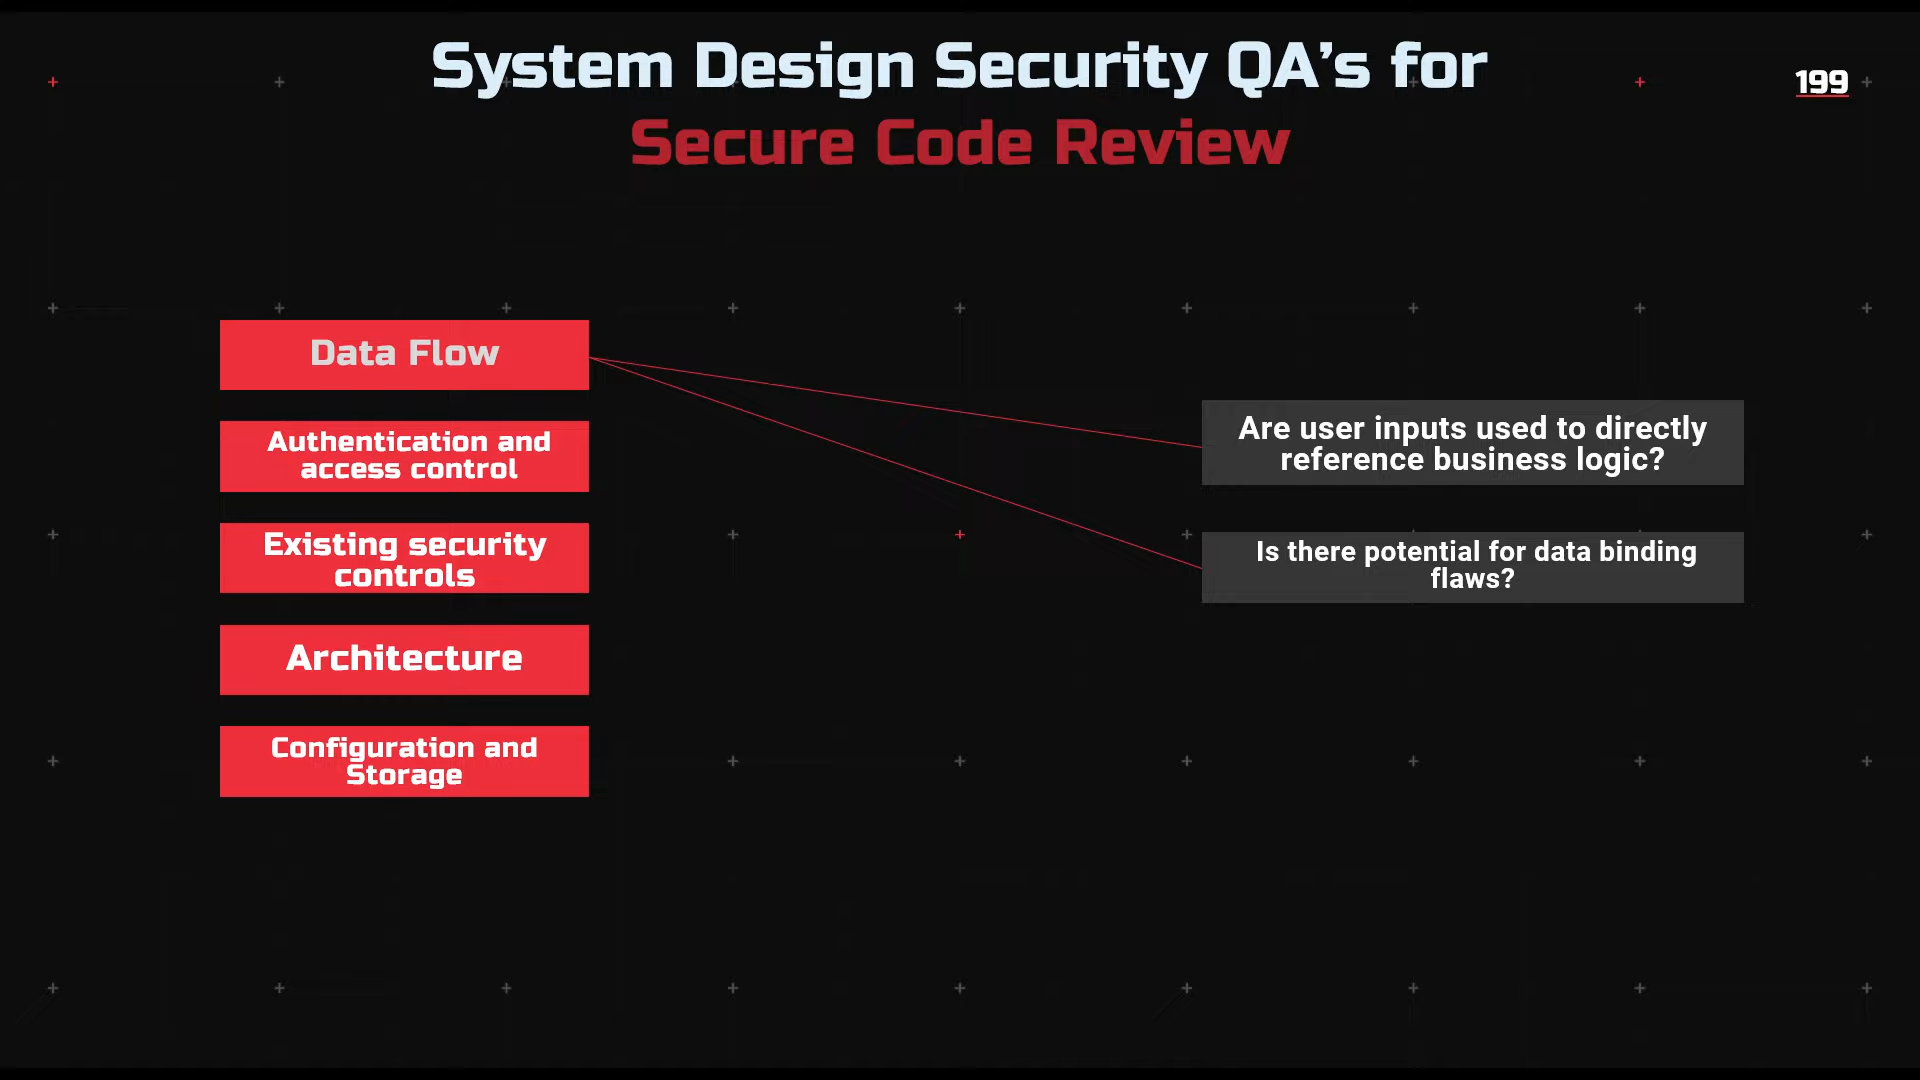 System Design Security QA’s for
Secure Code Review
199
Data Flow
Authentication and
access control
Existing security
controls
Architecture
Configuration and
Storage
Are user inputs used to directly
reference business logic?
Is there potential for data binding
flaws?